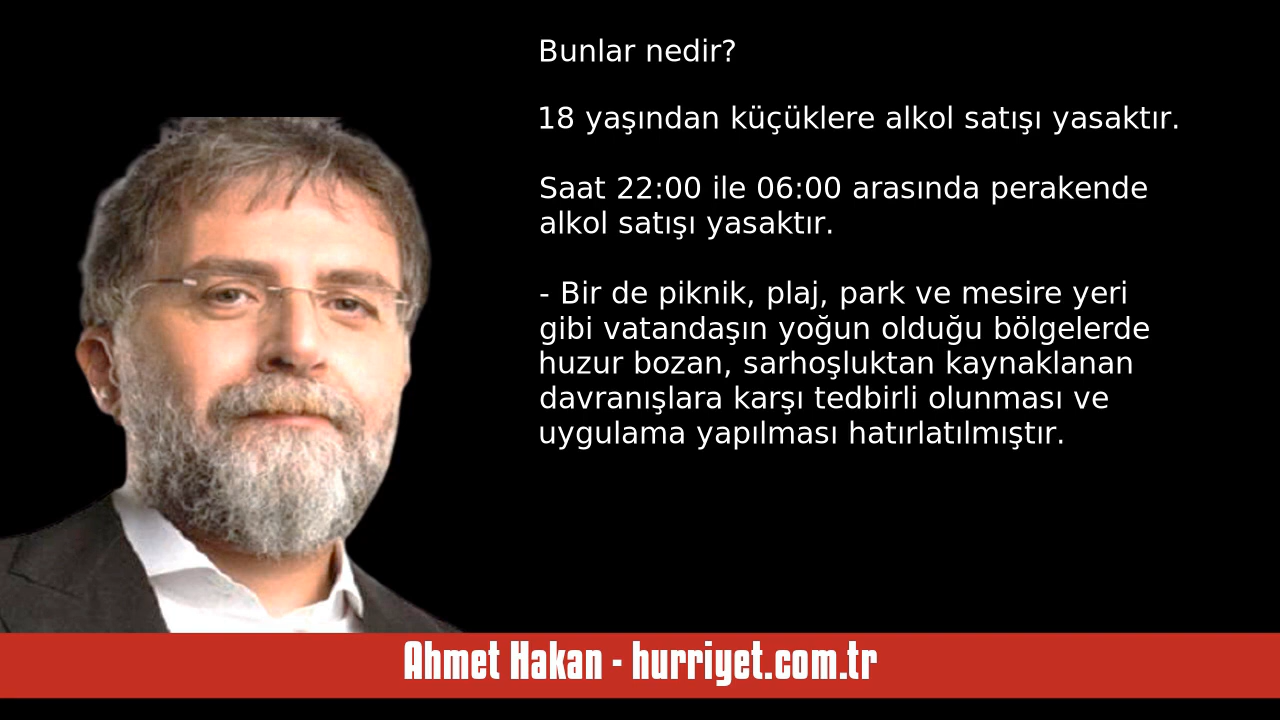 Bunlar nedir?
18 yaşından küçüklere alkol satışı yasaktır.
Saat 22:00 ile 06:00 arasında perakende
alkol satışı yasaktır.
- Bir de piknik, plaj, park ve mesire yeri
gibi vatandaşın yoğun olduğu bölgelerde
huzur bozan, sarhoşluktan kaynaklanan
davranışlara karşı tedbirli olunması ve
uygulama yapılması hatırlatılmıştır.
Ahmet Hakan - hurriyet.com.tr